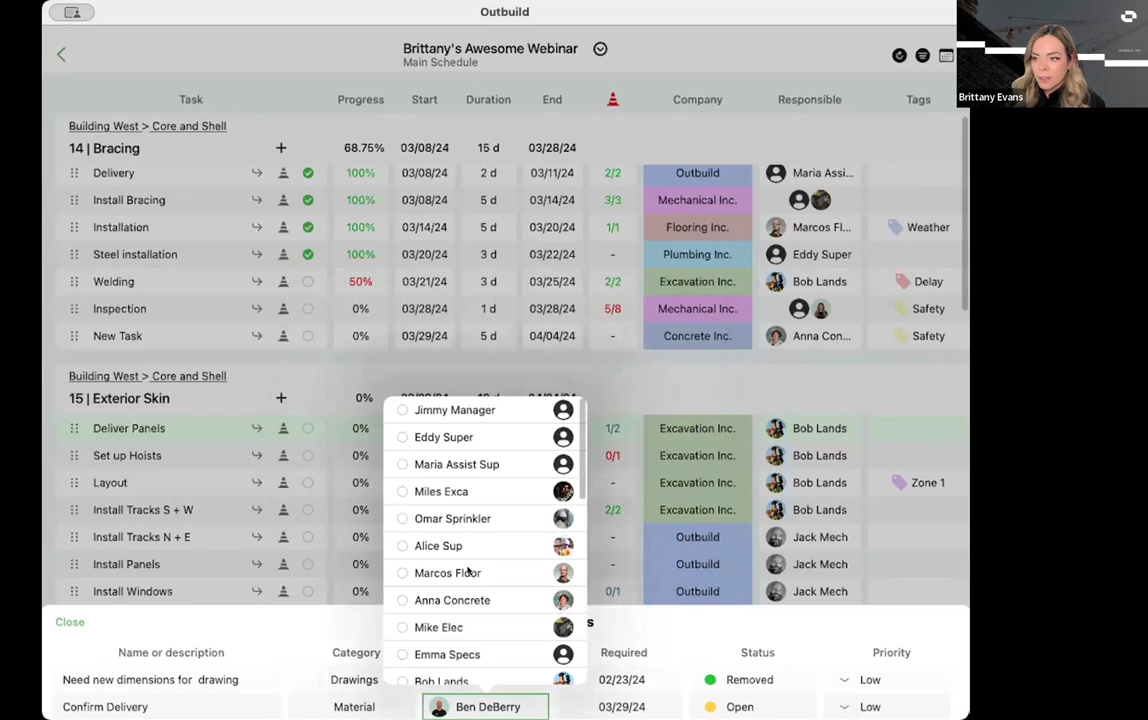 Outbuild
Brittany's Awesome Webinar
Main Schedule
Brittany Evans
Task Progress Start Duration End Company Responsible Tags
Building West > Core and Shell
14 | Bracing + 68.75% 03/08/24 15 d 03/28/24
Delivery 100% 03/08/24 2 d 03/11/24 2/2 Outbuild Maria Assi...
Install Bracing 100% 03/08/24 5 d 03/14/24 3/3 Mechanical Inc.
Installation 100% 03/14/24 5 d 03/20/24 1/1 Flooring Inc. Marcos Fl... Weather
Steel installation 100% 03/20/24 3 d 03/22/24 - Plumbing Inc. Eddy Super
Welding 50% 03/21/24 3 d 03/25/24 2/2 Excavation Inc. Bob Lands Delay
Inspection 0% 03/28/24 1 d 03/28/24 5/8 Mechanical Inc. Safety
New Task 0% 03/29/24 5 d 04/04/24 - Concrete Inc. Anna Con... Safety
Building West > Core and Shell
15 | Exterior Skin + 0%
Deliver Panels 0% 1/2 Excavation Inc. Bob Lands
Set up Hoists 0% 0/1 Excavation Inc. Bob Lands
Layout 0% - Excavation Inc. Bob Lands Zone 1
Install Tracks S + W 0% 2/2 Excavation Inc. Bob Lands
Install Tracks N + E 0% - Outbuild Jack Mech
Install Panels 0% - Outbuild Jack Mech
Install Windows 0% 0/1 Outbuild Jack Mech
Jimmy Manager
Eddy Super
Maria Assist Sup
Miles Exca
Omar Sprinkler
Alice Sup
Marcos Floor
Anna Concrete
Mike Elec
Emma Specs
Bob Lands
Close s
Name or description Category Required Status Priority
Need new dimensions for drawing Drawings 02/23/24 Removed Low
Confirm Delivery Material Ben DeBerry 03/29/24 Open Low